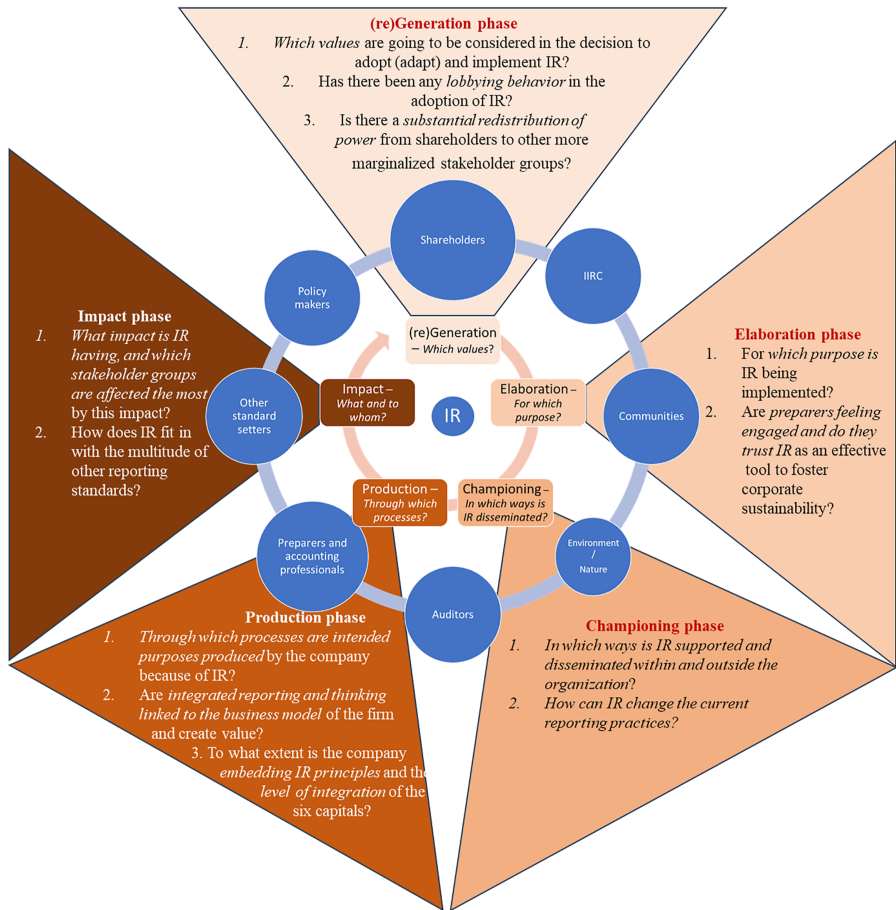 (re)Generation phase
1. Which values are going to be considered in the decision to
adopt (adapt) and implement IR?
2. Has there been any lobbying behavior in the
adoption of IR?
3. Is there a substantial redistribution of
power from shareholders to other more
marginalized stakeholder groups?
Shareholders
IIRC
Policy
makers
Impact phase
1. What impact is IR
having, and which
stakeholder groups
are affected the most
by this impact?
2. How does IR fit in
with the multitude of
other reporting
standards?
(re)Generation
– Which values?
Elaboration phase
1. For which purpose is
IR being
implemented?
2. Are preparers feeling
engaged and do they
trust IR as an effective
tool to foster
corporate
sustainability?
Other
standard
setters
Impact –
What and to
whom?
IR
Elaboration –
For which
purpose?
Communities
Production –
Through which
processes?
Championing –
In which ways is
IR disseminated?
Preparers and
accounting
professionals
Auditors
Environment
/
Nature
Production phase
1. Through which processes are intended
purposes produced by the company
because of IR?
2. Are integrated reporting and thinking
linked to the business model of the firm
and create value?
3. To what extent is the company
embedding IR principles and the
level of integration of the
six capitals?
Championing phase
1. In which ways is IR supported and
disseminated within and outside the
organization?
2. How can IR change the current
reporting practices?